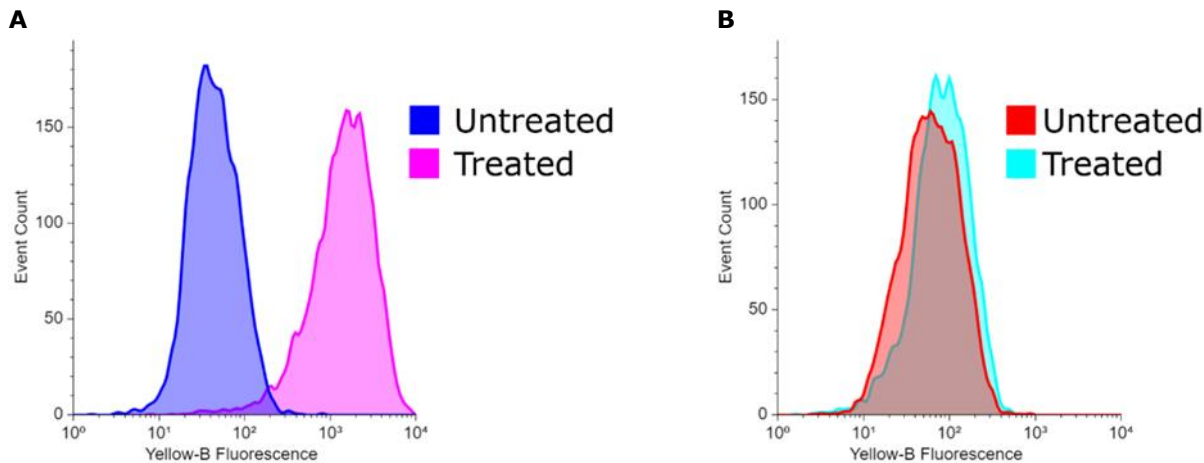 A
Untreated
Treated
Event Count
150
100
50
0
10⁰ 10¹ 10² 10³ 10⁴
Yellow-B Fluorescence
B
Untreated
Treated
Event Count
150
100
50
0
10⁰ 10¹ 10² 10³ 10⁴
Yellow-B Fluorescence